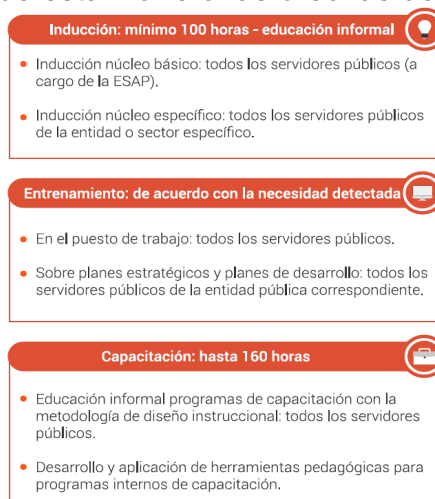 Inducción: mínimo 100 horas - educación informal
• Inducción núcleo básico: todos los servidores públicos (a
cargo de la ESAP).
• Inducción núcleo específico: todos los servidores públicos
de la entidad o sector específico.
Entrenamiento: de acuerdo con la necesidad detectada
• En el puesto de trabajo: todos los servidores públicos.
• Sobre planes estratégicos y planes de desarrollo: todos los
servidores públicos de la entidad pública correspondiente.
Capacitación: hasta 160 horas
• Educación informal programas de capacitación con la
metodología de diseño instruccional: todos los servidores
públicos.
• Desarrollo y aplicación de herramientas pedagógicas para
programas internos de capacitación.